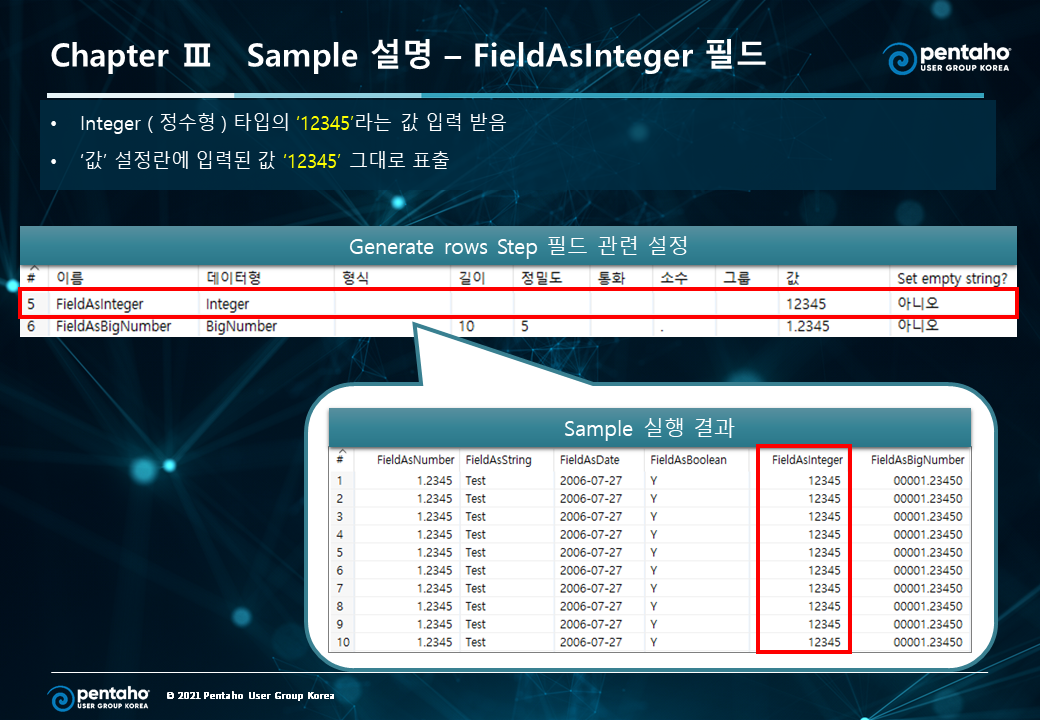 Chapter Ⅲ Sample 설명 – FieldAsInteger 필드
pentaho
USER GROUP KOREA
• Integer ( 정수형 ) 타입의 ‘12345’라는 값 입력 받음
• ‘값’ 설정란에 입력된 값 ‘12345’ 그대로 표출
Generate rows Step 필드 관련 설정
# 이름 데이터형 형식 길이 정밀도 통화 소수 그룹 값 Set empty string?
5 FieldAsInteger Integer 12345 아니오
6 FieldAsBigNumber BigNumber 10 5 . 1.2345 아니오
Sample 실행 결과
# FieldAsNumber FieldAsString FieldAsDate FieldAsBoolean FieldAsInteger FieldAsBigNumber
1 1.2345 Test 2006-07-27 Y 12345 00001.23450
2 1.2345 Test 2006-07-27 Y 12345 00001.23450
3 1.2345 Test 2006-07-27 Y 12345 00001.23450
4 1.2345 Test 2006-07-27 Y 12345 00001.23450
5 1.2345 Test 2006-07-27 Y 12345 00001.23450
6 1.2345 Test 2006-07-27 Y 12345 00001.23450
7 1.2345 Test 2006-07-27 Y 12345 00001.23450
8 1.2345 Test 2006-07-27 Y 12345 00001.23450
9 1.2345 Test 2006-07-27 Y 12345 00001.23450
10 1.2345 Test 2006-07-27 Y 12345 00001.23450
pentaho
USER GROUP KOREA
© 2021 Pentaho User Group Korea